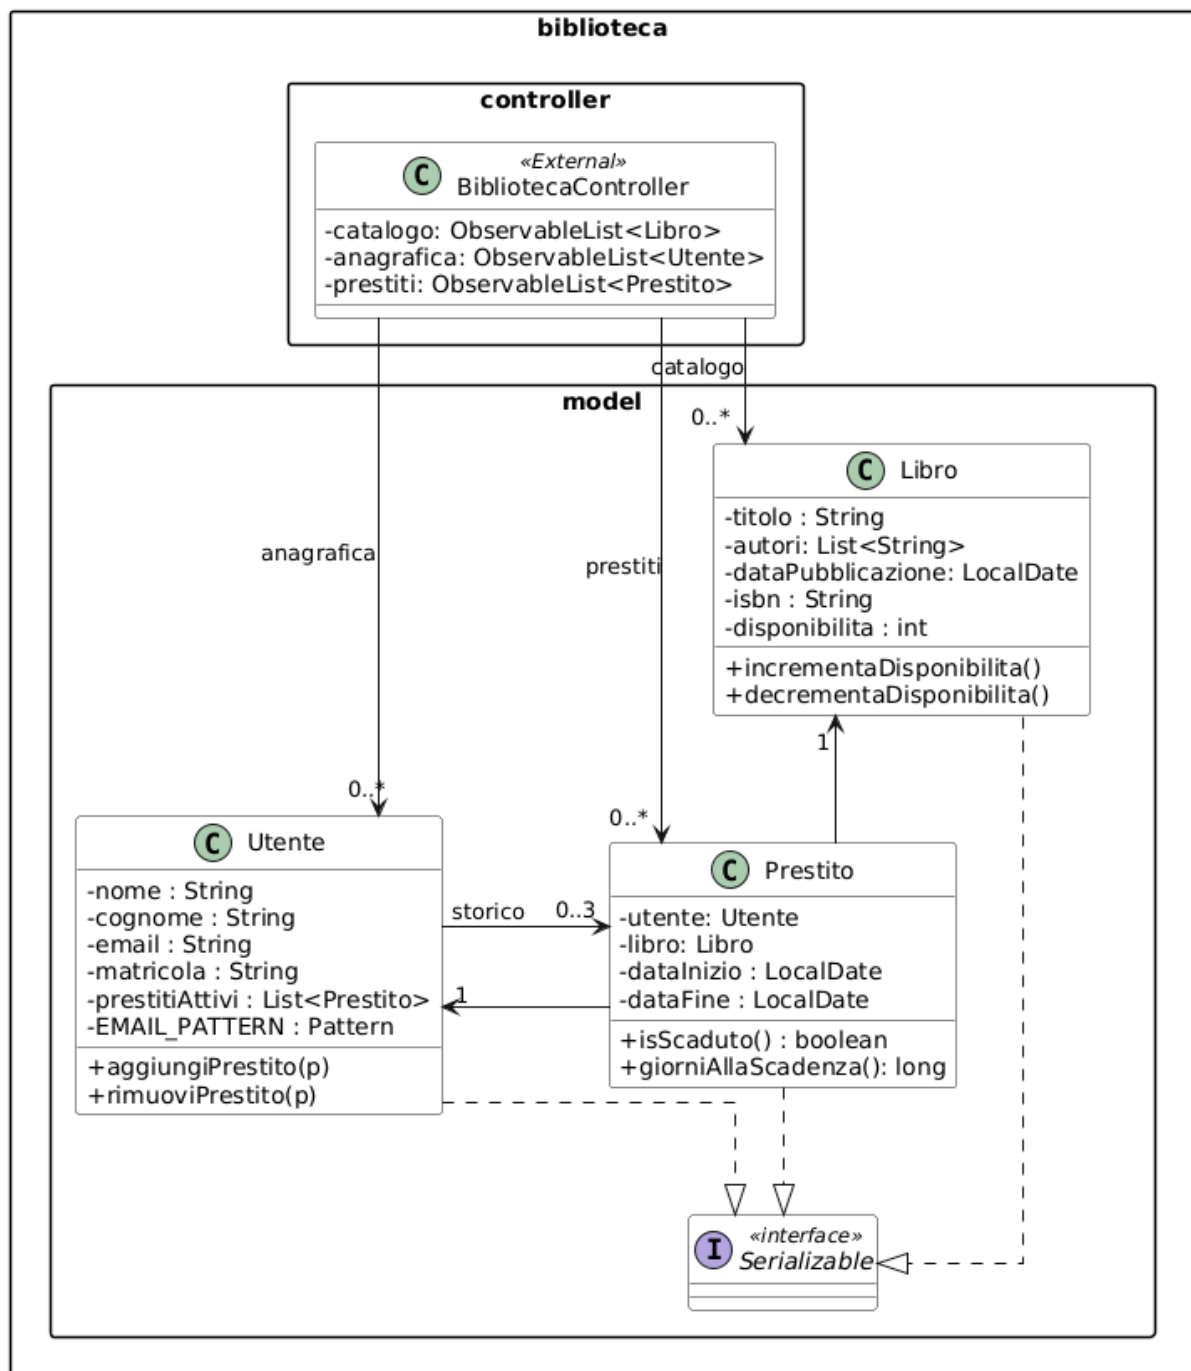 biblioteca
controller
C
«External»
BibliotecaController
-catalogo: ObservableList<Libro>
-anagrafica: ObservableList<Utente>
-prestiti: ObservableList<Prestito>
catalogo
model
0..*
C
Libro
-titolo : String
-autori: List<String>
-dataPubblicazione: LocalDate
-isbn : String
-disponibilita : int
+incrementaDisponibilita()
+decrementaDisponibilita()
anagrafica
prestiti
1
0..*
0..*
C
Utente
-nome : String
-cognome : String
-email : String
-matricola : String
-prestitiAttivi : List<Prestito>
-EMAIL_PATTERN : Pattern
+aggiungiPrestito(p)
+rimuoviPrestito(p)
storico
0..3
1
C
Prestito
-utente: Utente
-libro: Libro
-dataInizio : LocalDate
-dataFine : LocalDate
+isScaduto() : boolean
+giorniAllaScadenza(): long
I
«interface»
Serializable